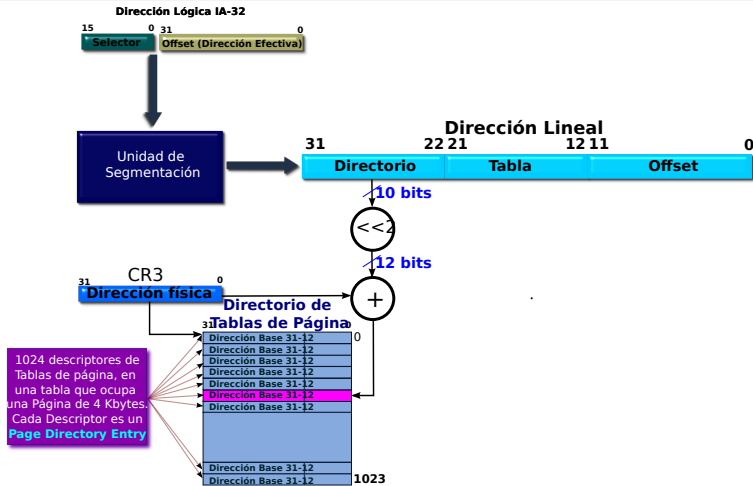 Dirección Lógica IA-32
15 0 31 0
Selector Offset (Dirección Efectiva)
Dirección Lineal
31 22 21 12 11 0
Directorio Tabla Offset
Unidad de
Segmentación
10 bits
<<2
12 bits
CR3
31 0
Dirección física
+
Directorio de
Tablas de Página
31 0
Dirección Base 31-12 0
Dirección Base 31-12
Dirección Base 31-12
Dirección Base 31-12
Dirección Base 31-12
Dirección Base 31-12
Dirección Base 31-12
1024 descriptores de
Tablas de página, en
una tabla que ocupa
una Página de 4 Kbytes.
Cada Descriptor es un
Page Directory Entry
Dirección Base 31-12
Dirección Base 31-12 1023